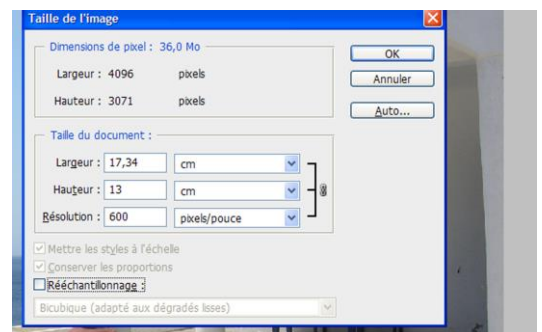 Taille de l'image
Dimensions de pixel : 36,0 Mo
Largeur : 4096 pixels
Hauteur : 3071 pixels
OK
Annuler
Auto...
Taille du document :
Largeur : 17,34 cm
Hauteur : 13 cm
Résolution : 600 pixels/pouce
Mettre les styles à l'échelle
Conserver les proportions
Rééchantillonnage :
Bicubique (adapté aux dégradés lisses)